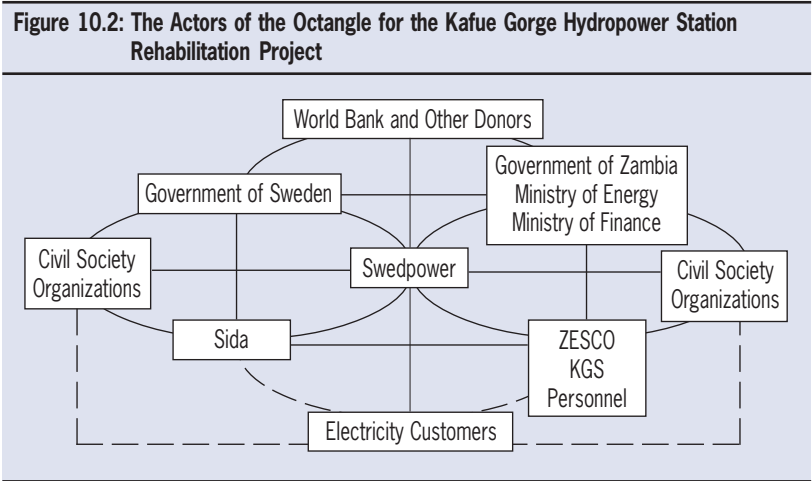 Figure 10.2: The Actors of the Octangle for the Kafue Gorge Hydropower Station
Rehabilitation Project
World Bank and Other Donors
Government of Sweden
Government of Zambia
Ministry of Energy
Ministry of Finance
Civil Society
Organizations
Swedpower
Civil Society
Organizations
Sida
ZESCO
KGS
Personnel
Electricity Customers